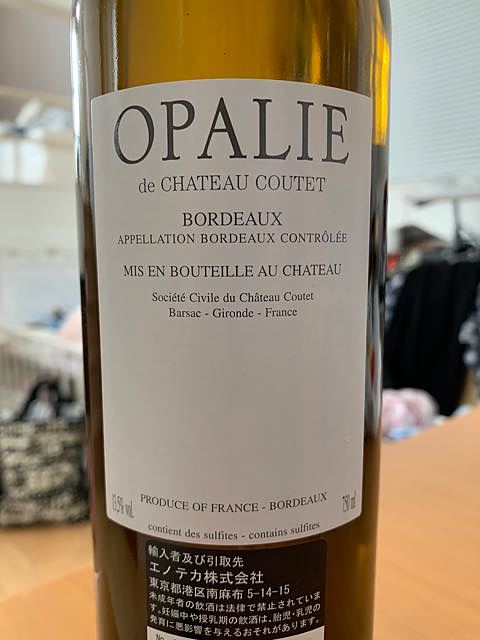 OPALIE
de CHATEAU COUTET
BORDEAUX
APPELLATION BORDEAUX CONTRÔLÉE
MIS EN BOUTEILLE AU CHATEAU
Société Civile du Château Coutet
Barsac - Gironde - France
13,5% vol.
750 ml
PRODUCE OF FRANCE - BORDEAUX
contient des sulfites - contains sulfites
輸入者及び引取先
エノテカ株式会社
東京都港区南麻布 5-14-15
未成年者の飲酒は法律で禁止されていま
す。妊娠中や授乳期の飲酒は、胎児・乳児の
発育に悪影響を与えるおそれがあります。
No.